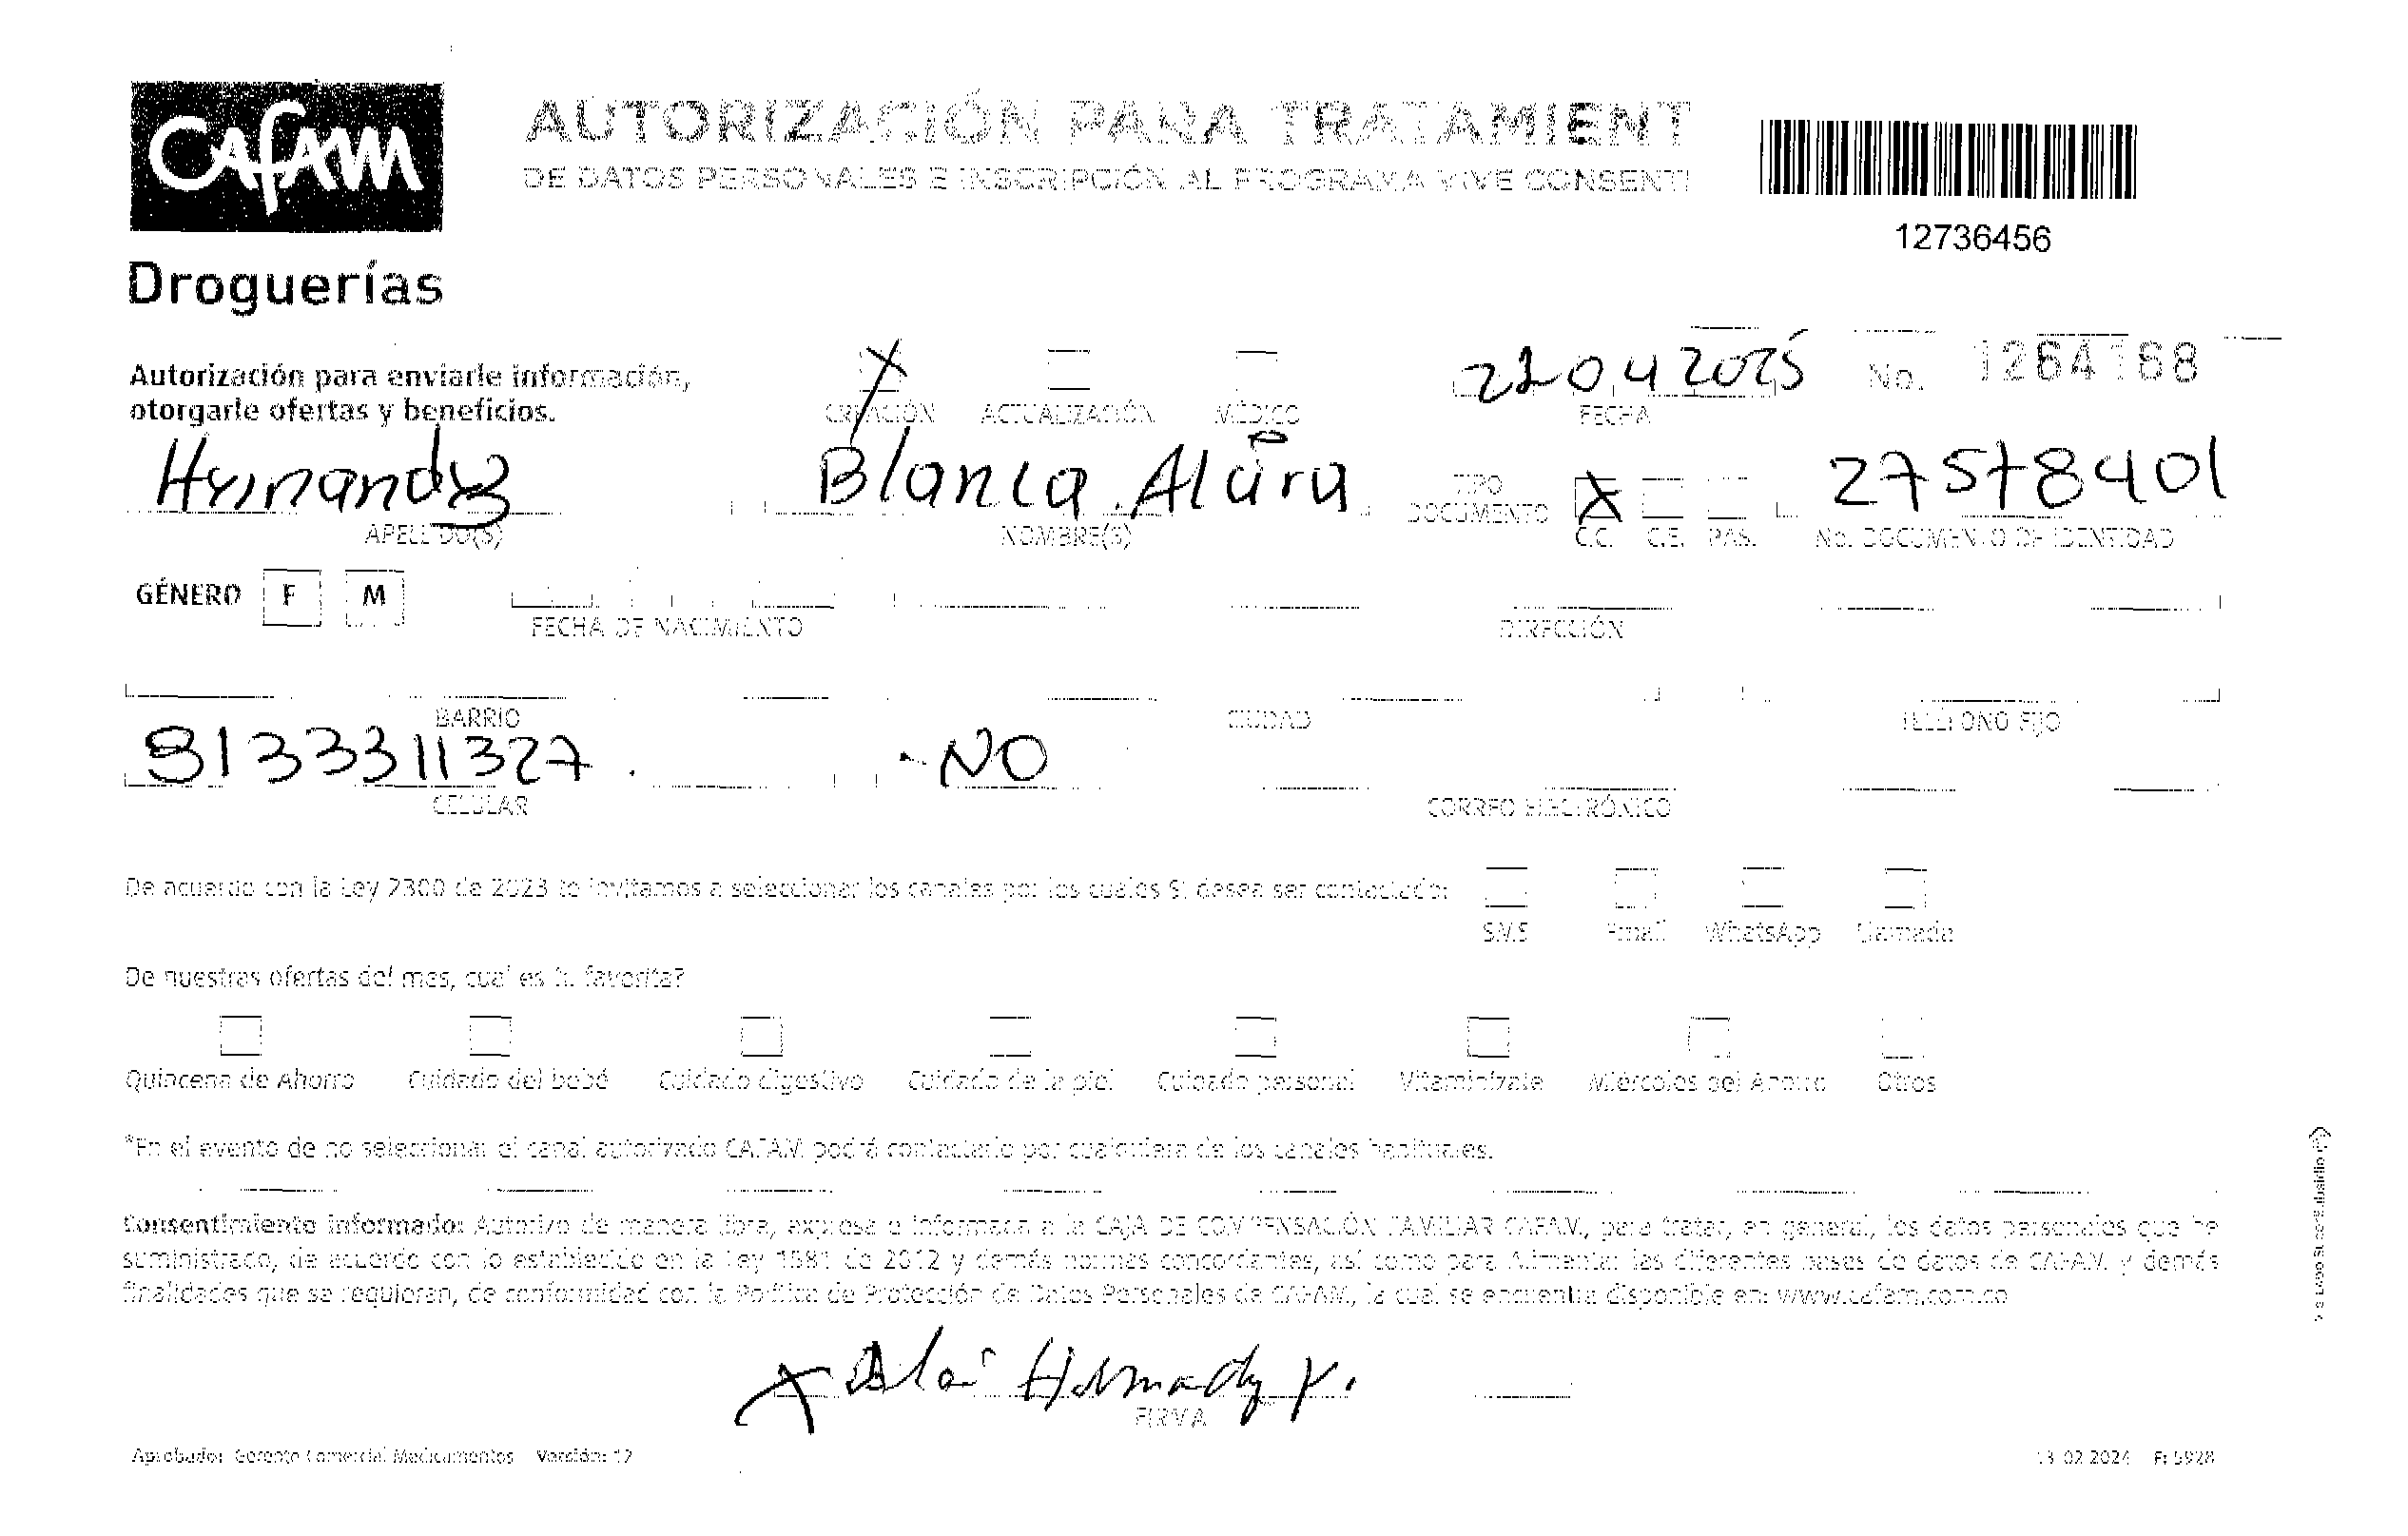 CAFAM
Droguerías
AUTORIZACIÓN PARA TRATAMIENT
DE DATOS PERSONALES E INSCRIPCIÓN AL PROGRAMA VIVE CONSENTI
12736456
Autorización para enviarle información,
otorgarle ofertas y beneficios.
X
CREACIÓN ACTUALIZACIÓN MÉDICO
22 04 2025
FECHA
No. 1264168
Hernandez
APELLIDO(S)
Blanca
NOMBRE(S)
TIPO
DOCUMENTO
X
C.C. C.E. PAS.
27578401
No. DOCUMENTO DE IDENTIDAD
GÉNERO F M
FECHA DE NACIMIENTO
DIRECCIÓN
BARRIO
CIUDAD
TELÉFONO FIJO
3133311327
CELULAR
NO
CORREO ELECTRÓNICO
De acuerdo con la Ley 2300 de 2023 te invitamos a seleccionar los canales por los cuales Sí desea ser contactado:
SMS Email WhatsApp Llamada
De nuestras ofertas del mes, cual es tu favorita?
Quincena de Ahorro Cuidado del bebé Cuidado digestivo Cuidado de la piel Cuidado personal Vitamínizate Miércoles del Ahorro Otros
*En el evento de no seleccionar el canal autorizado CAFAM podrá contactarlo por cualquiera de los canales habituales.
Consentimiento informado: Autorizo de manera libre, expresa e informada a la CAJA DE COMPENSACIÓN FAMILIAR CAFAM, para tratar, en general, los datos personales que he
suministrado, de acuerdo con lo establecido en la Ley 1581 de 2012 y demás normas concordantes, así como para Alimentar las diferentes bases de datos de CAFAM y demás
finalidades que se requieran, de conformidad con la Política de Protección de Datos Personales de CAFAM, la cual se encuentra disponible en: www.cafam.com.co
X
FIRMA
Aprobado: Gerente Comercial Medicamentos Versión: 12
13 02 2024 F: 5928